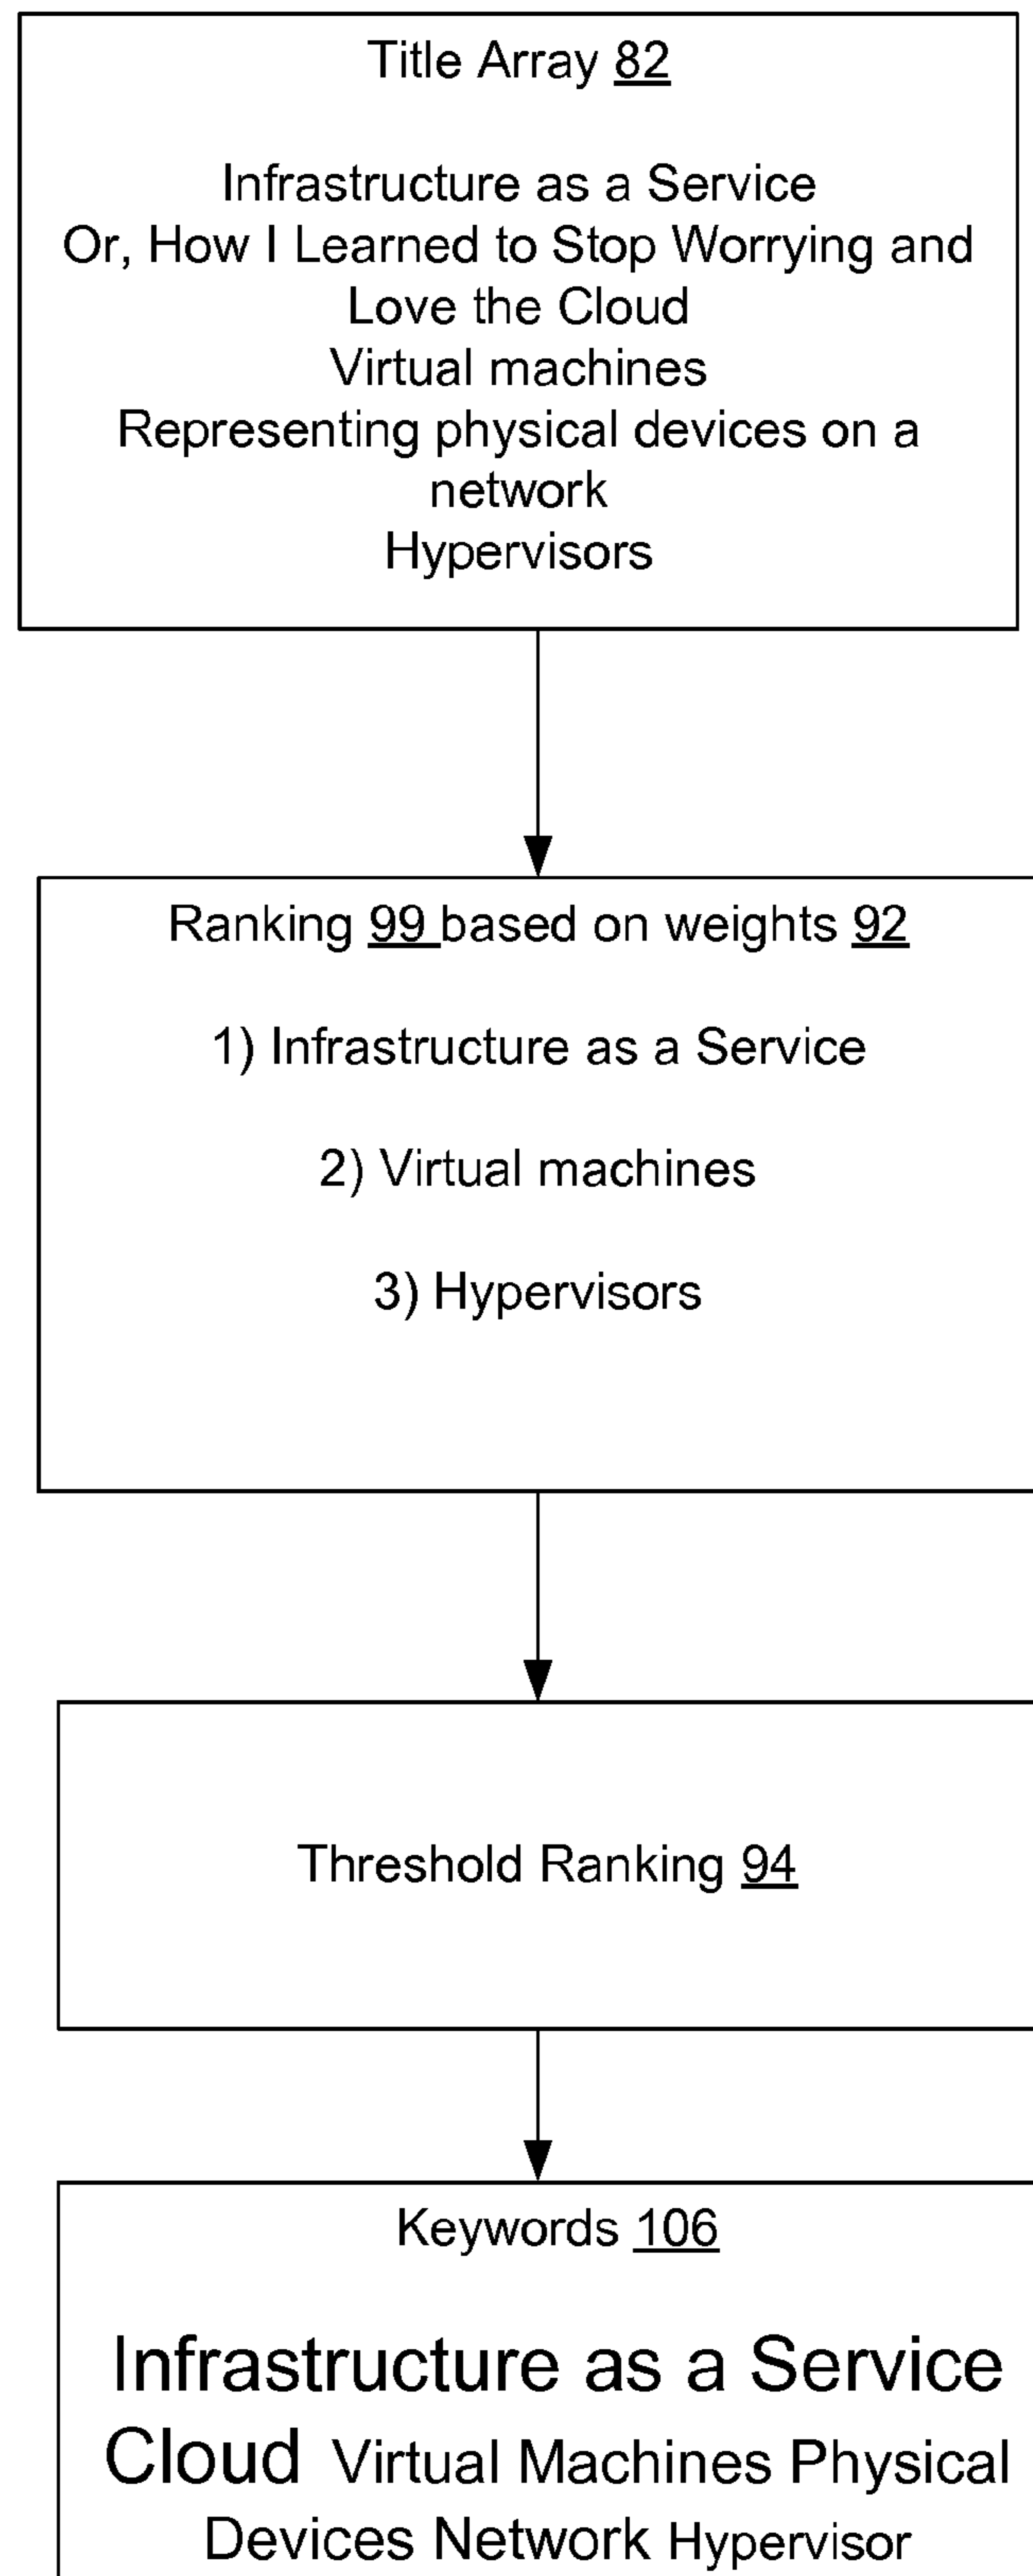 Title Array 82
Infrastructure as a Service
Or, How I Learned to Stop Worrying and
Love the Cloud
Virtual machines
Representing physical devices on a
network
Hypervisors
Ranking 99 based on weights 92
1) Infrastructure as a Service
2) Virtual machines
3) Hypervisors
Threshold Ranking 94
Keywords 106
Infrastructure as a Service
Cloud Virtual Machines Physical
Devices Network Hypervisor